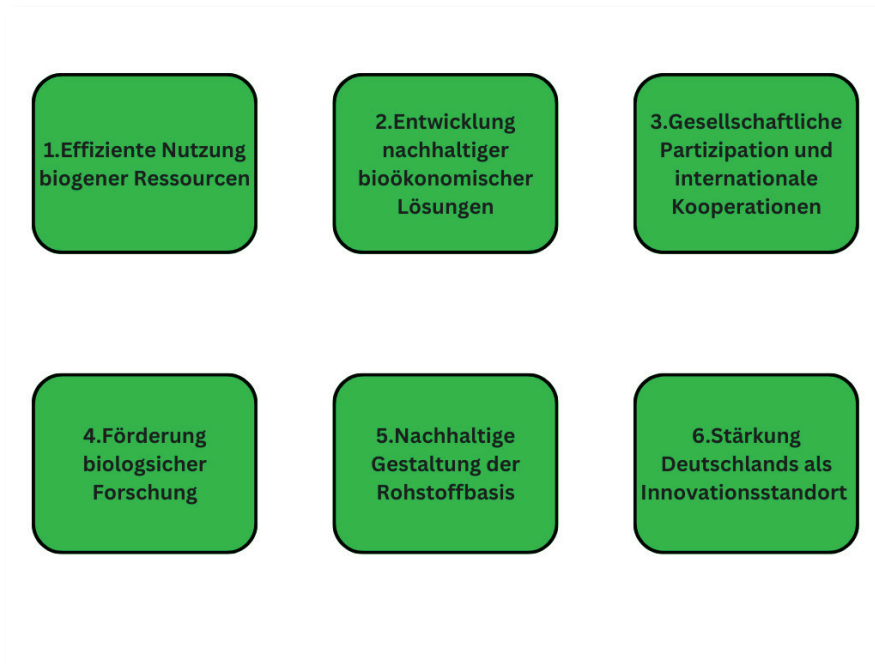 1.Effiziente Nutzung
biogener Ressourcen
2.Entwicklung
nachhaltiger
bioökonomischer
Lösungen
3.Gesellschaftliche
Partizipation und
internationale
Kooperationen
4.Förderung
biologsicher
Forschung
5.Nachhaltige
Gestaltung der
Rohstoffbasis
6.Stärkung
Deutschlands als
Innovationsstandort